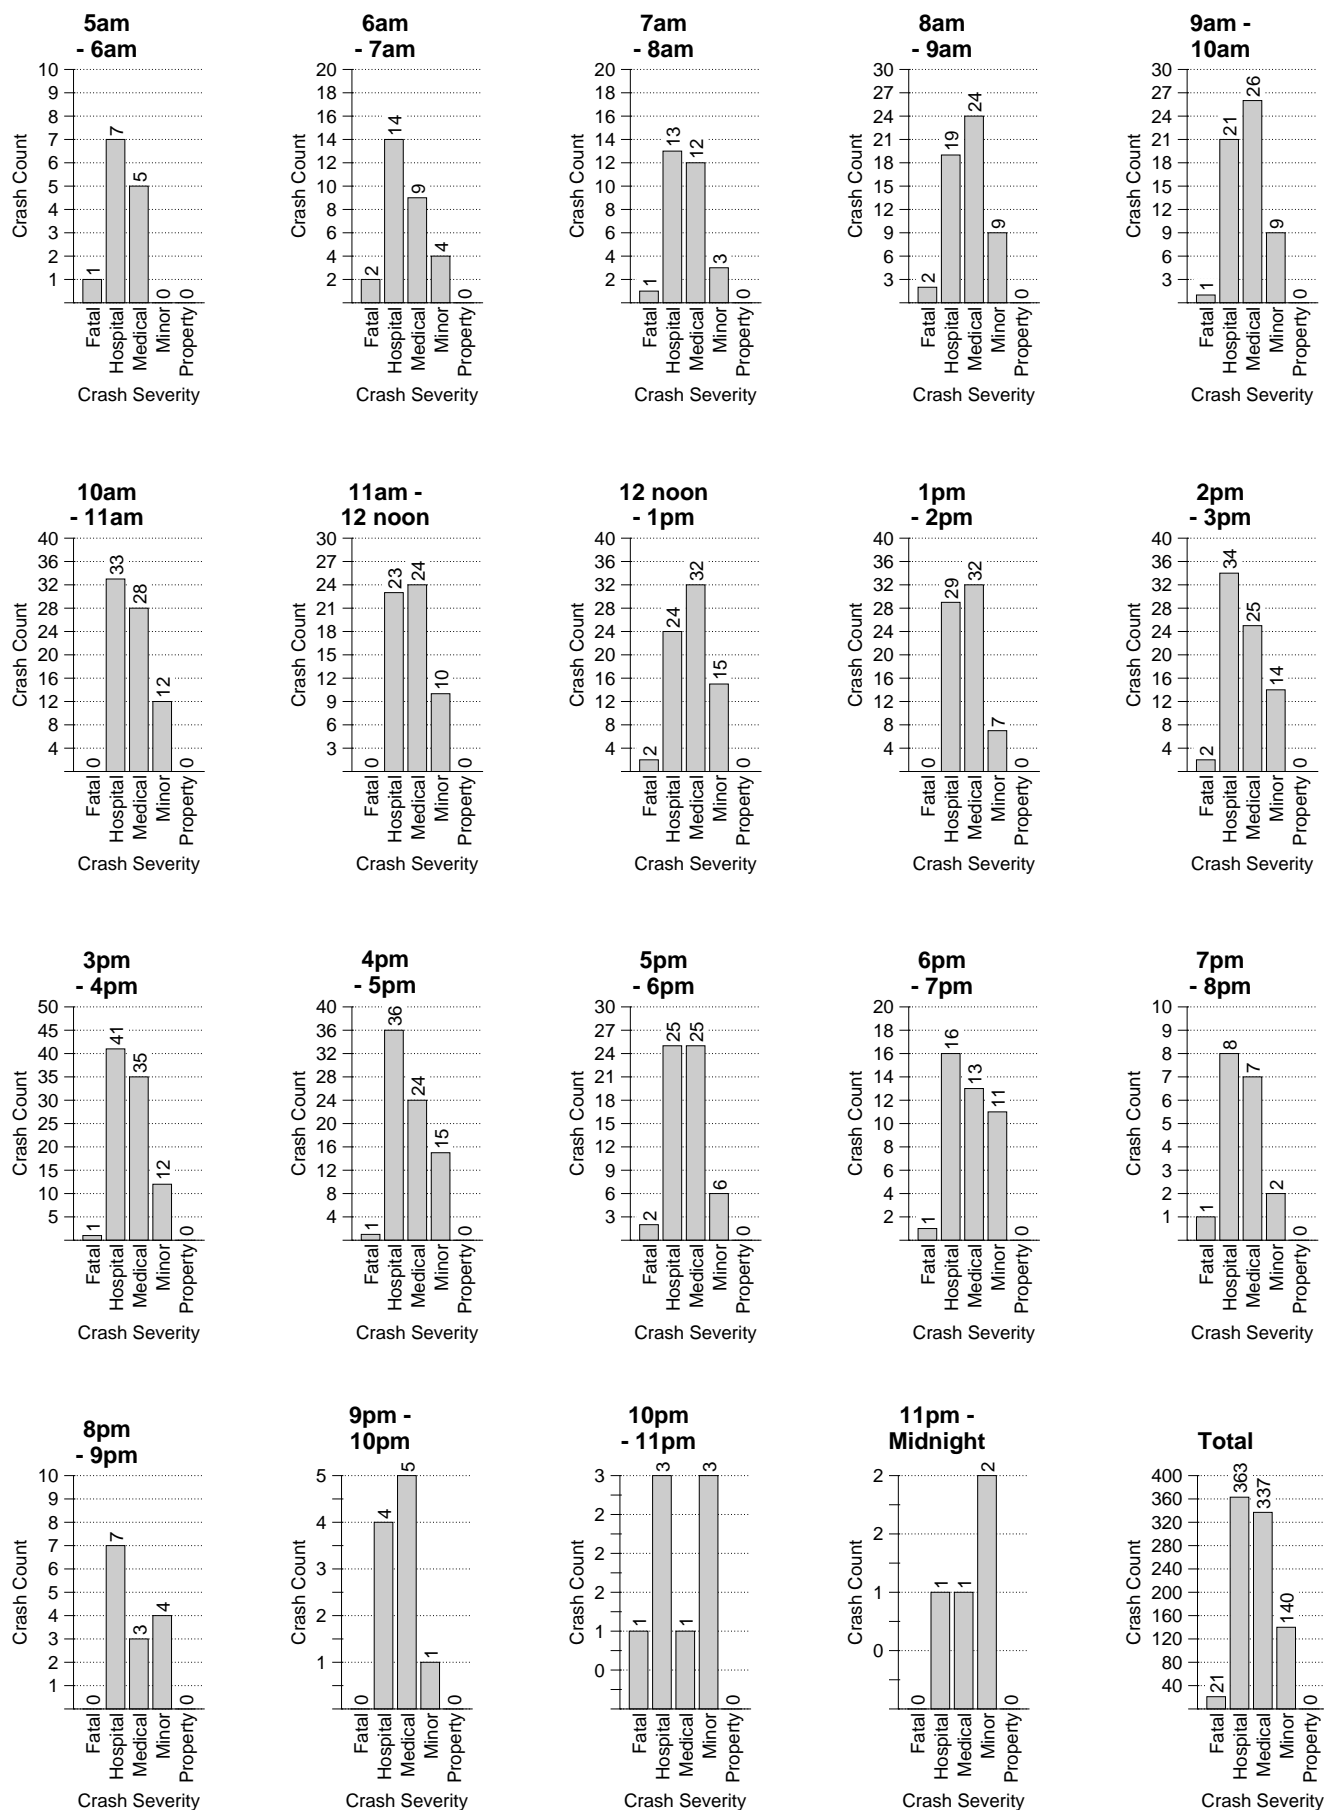 5am
- 6am
10
9
8
7
6
5
4
3
2
1
Crash Count
1
7
5
0
0
Fatal
Hospital
Medical
Minor
Property
Crash Severity
6am
- 7am
20
18
16
14
12
10
8
6
4
2
Crash Count
2
14
9
4
0
Fatal
Hospital
Medical
Minor
Property
Crash Severity
7am
- 8am
20
18
16
14
12
10
8
6
4
2
Crash Count
1
13
12
3
0
Fatal
Hospital
Medical
Minor
Property
Crash Severity
8am
- 9am
30
27
24
21
18
15
12
9
6
3
Crash Count
2
19
24
9
0
Fatal
Hospital
Medical
Minor
Property
Crash Severity
9am -
10am
30
27
24
21
18
15
12
9
6
3
Crash Count
1
21
26
9
0
Fatal
Hospital
Medical
Minor
Property
Crash Severity
10am
- 11am
40
36
32
28
24
20
16
12
8
4
Crash Count
0
33
28
12
0
Fatal
Hospital
Medical
Minor
Property
Crash Severity
11am -
12 noon
30
27
24
21
18
15
12
9
6
3
Crash Count
0
23
24
10
0
Fatal
Hospital
Medical
Minor
Property
Crash Severity
12 noon
- 1pm
40
36
32
28
24
20
16
12
8
4
Crash Count
2
24
32
15
0
Fatal
Hospital
Medical
Minor
Property
Crash Severity
1pm
- 2pm
40
36
32
28
24
20
16
12
8
4
Crash Count
0
29
32
7
0
Fatal
Hospital
Medical
Minor
Property
Crash Severity
2pm
- 3pm
40
36
32
28
24
20
16
12
8
4
Crash Count
2
34
25
14
0
Fatal
Hospital
Medical
Minor
Property
Crash Severity
3pm
- 4pm
50
45
40
35
30
25
20
15
10
5
Crash Count
1
41
35
12
0
Fatal
Hospital
Medical
Minor
Property
Crash Severity
4pm
- 5pm
40
36
32
28
24
20
16
12
8
4
Crash Count
1
36
24
15
0
Fatal
Hospital
Medical
Minor
Property
Crash Severity
5pm
- 6pm
30
27
24
21
18
15
12
9
6
3
Crash Count
2
25
25
6
0
Fatal
Hospital
Medical
Minor
Property
Crash Severity
6pm
- 7pm
20
18
16
14
12
10
8
6
4
2
Crash Count
1
16
13
11
0
Fatal
Hospital
Medical
Minor
Property
Crash Severity
7pm
- 8pm
10
9
8
7
6
5
4
3
2
1
Crash Count
1
8
7
2
0
Fatal
Hospital
Medical
Minor
Property
Crash Severity
8pm
- 9pm
10
9
8
7
6
5
4
3
2
1
Crash Count
0
7
3
4
0
Fatal
Hospital
Medical
Minor
Property
Crash Severity
9pm -
10pm
5
4
3
2
1
Crash Count
0
4
5
1
0
Fatal
Hospital
Medical
Minor
Property
Crash Severity
10pm
- 11pm
3
2
2
2
1
0
Crash Count
1
3
1
3
0
Fatal
Hospital
Medical
Minor
Property
Crash Severity
11pm -
Midnight
2
2
1
0
Crash Count
0
1
1
2
0
Fatal
Hospital
Medical
Minor
Property
Crash Severity
Total
400
360
320
280
240
200
160
120
80
40
Crash Count
21
363
337
140
0
Fatal
Hospital
Medical
Minor
Property
Crash Severity